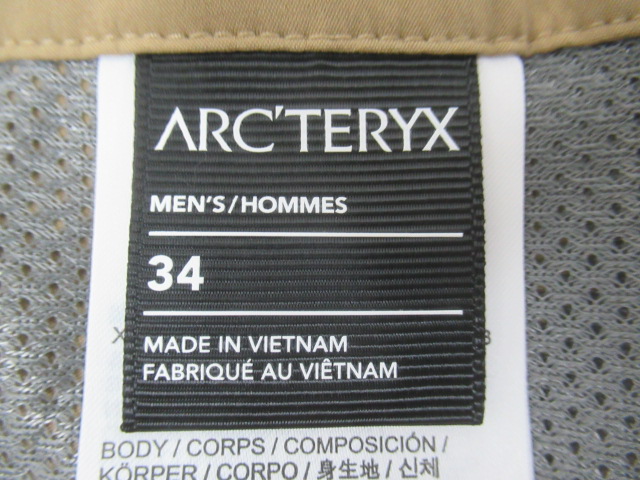 ARC'TERYX
MEN'S/HOMMES
34
MADE IN VIETNAM
FABRIQUÉ AU VIÊTNAM
BODY / CORPS / COMPOSICIÓN /
KÖRPER / CORPO / 身生地 / 신체